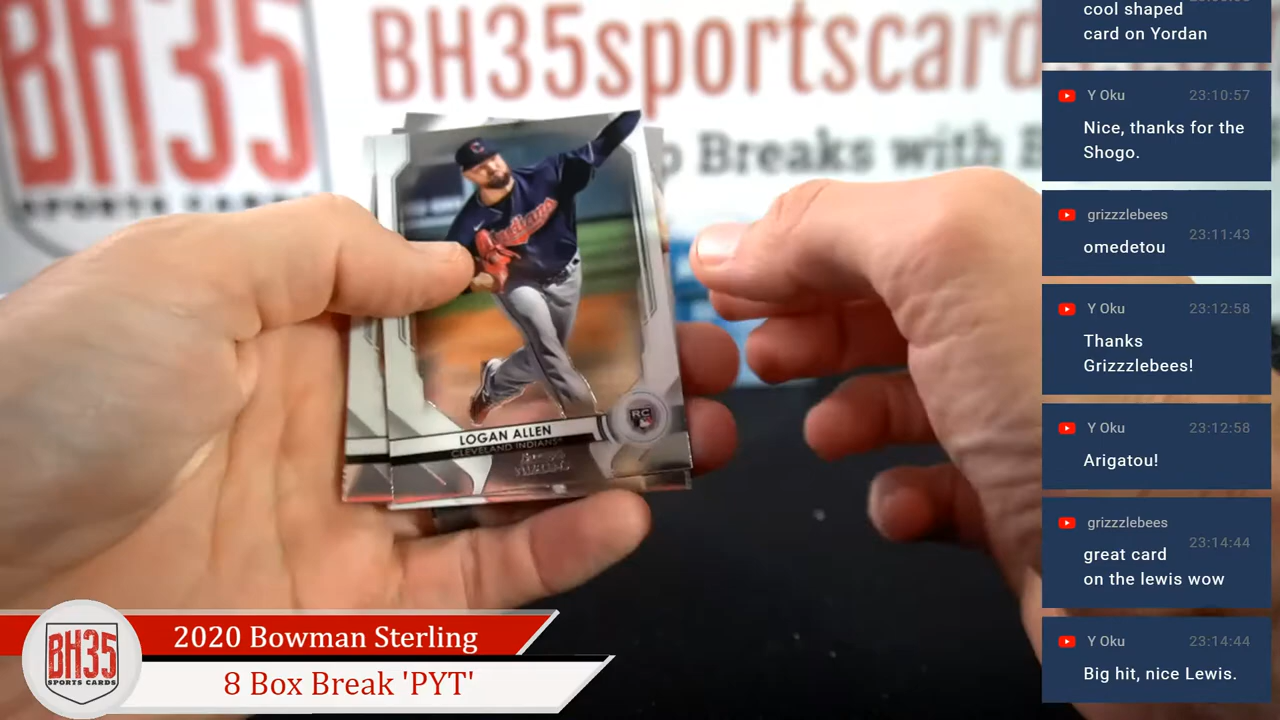 BH35
SPORTS CARDS
BH35sportscard
p Breaks with
Indians
LOGAN ALLEN
CLEVELAND INDIANS
RC
2020 Bowman Sterling
8 Box Break 'PYT'
BH35
SPORTS CARDS
cool shaped
card on Yordan
Y Oku 23:10:57
Nice, thanks for the
Shogo.
grizzzlebees 23:11:43
omedetou
Y Oku 23:12:58
Thanks
Grizzzlebees!
Y Oku 23:12:58
Arigatou!
grizzzlebees 23:14:44
great card
on the lewis wow
Y Oku 23:14:44
Big hit, nice Lewis.